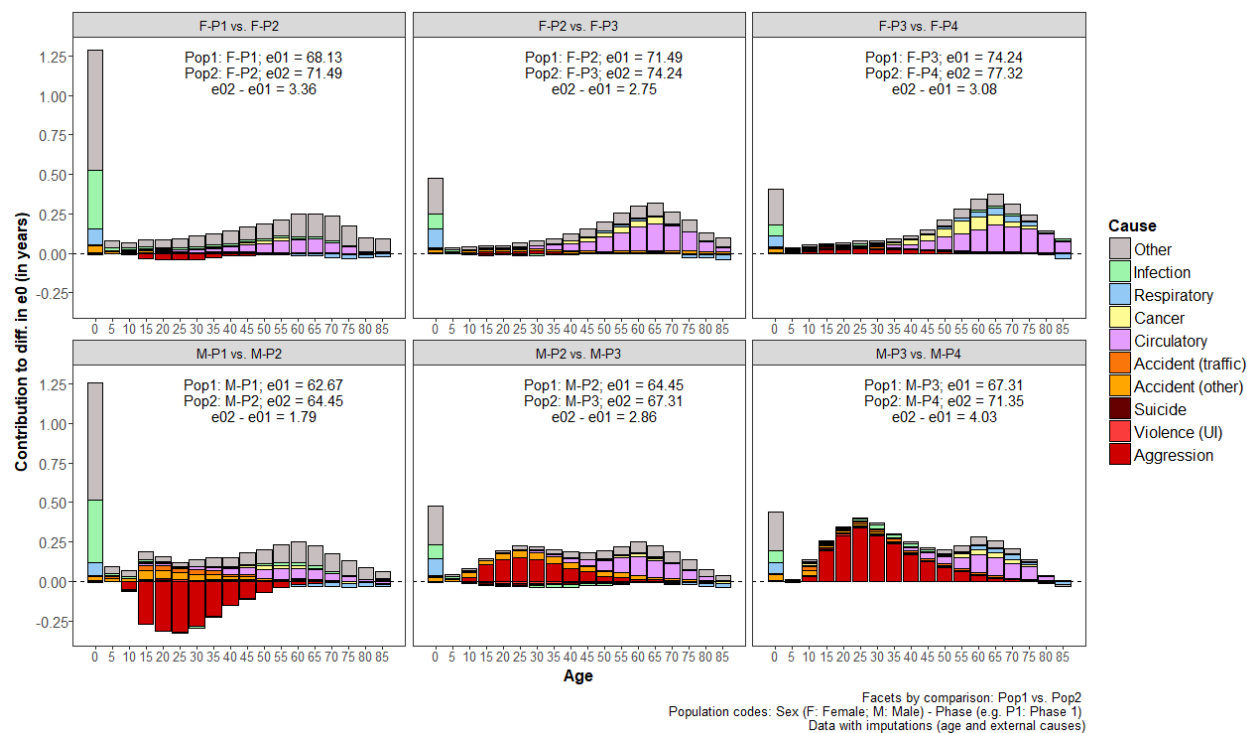 F-P1 vs. F-P2
F-P2 vs. F-P3
F-P3 vs. F-P4
Pop1: F-P1; e01 = 68.13
Pop2: F-P2; e02 = 71.49
e02 - e01 = 3.36
Pop1: F-P2; e01 = 71.49
Pop2: F-P3; e02 = 74.24
e02 - e01 = 2.75
Pop1: F-P3; e01 = 74.24
Pop2: F-P4; e02 = 77.32
e02 - e01 = 3.08
1.25
1.00
0.75
0.50
0.25
0.00
-0.25
0 5 10 15 20 25 30 35 40 45 50 55 60 65 70 75 80 85
0 5 10 15 20 25 30 35 40 45 50 55 60 65 70 75 80 85
0 5 10 15 20 25 30 35 40 45 50 55 60 65 70 75 80 85
M-P1 vs. M-P2
M-P2 vs. M-P3
M-P3 vs. M-P4
Pop1: M-P1; e01 = 62.67
Pop2: M-P2; e02 = 64.45
e02 - e01 = 1.79
Pop1: M-P2; e01 = 64.45
Pop2: M-P3; e02 = 67.31
e02 - e01 = 2.86
Pop1: M-P3; e01 = 67.31
Pop2: M-P4; e02 = 71.35
e02 - e01 = 4.03
1.25
1.00
0.75
0.50
0.25
0.00
-0.25
0 5 10 15 20 25 30 35 40 45 50 55 60 65 70 75 80 85
0 5 10 15 20 25 30 35 40 45 50 55 60 65 70 75 80 85
0 5 10 15 20 25 30 35 40 45 50 55 60 65 70 75 80 85
Contribution to diff. in e0 (in years)
Age
Cause
Other
Infection
Respiratory
Cancer
Circulatory
Accident (traffic)
Accident (other)
Suicide
Violence (UI)
Aggression
Facets by comparison: Pop1 vs. Pop2
Population codes: Sex (F: Female; M: Male) - Phase (e.g. P1: Phase 1)
Data with imputations (age and external causes)